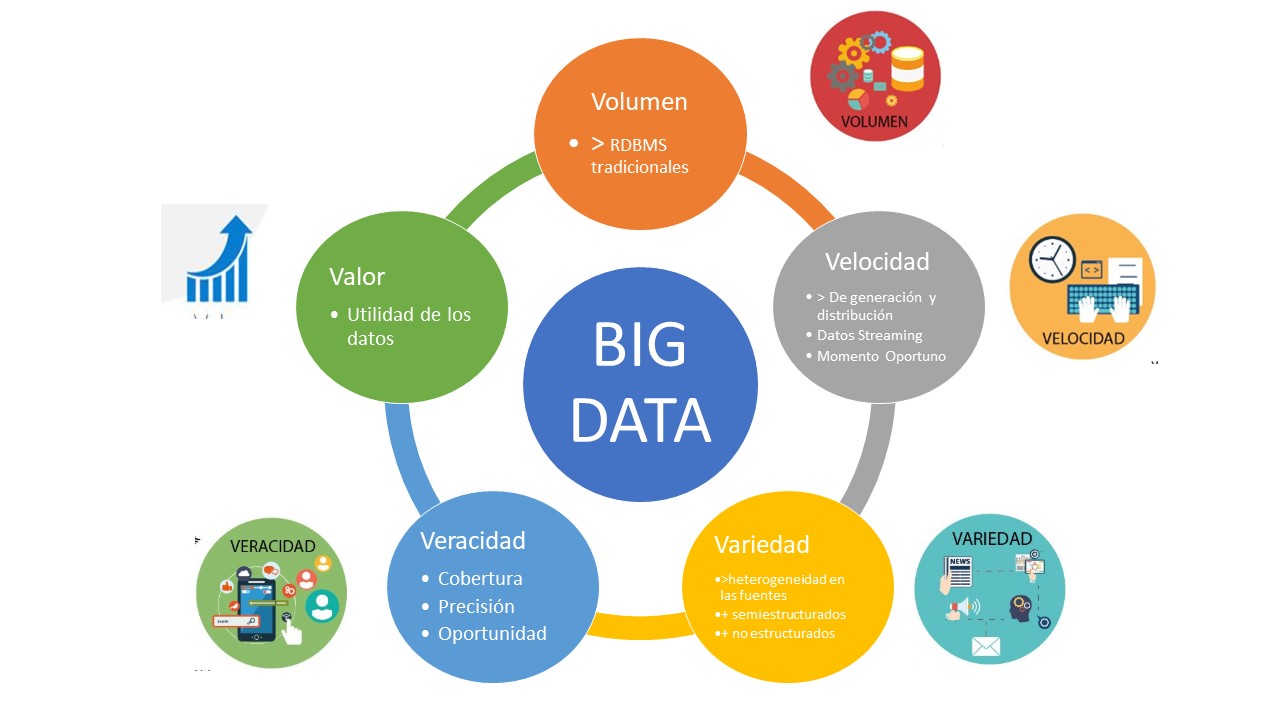 Volumen
• > RDBMS
tradicionales
VOLUMEN
Velocidad
• > De generación y
distribución
• Datos Streaming
• Momento Oportuno
VELOCIDAD
Valor
• Utilidad de los
datos
BIG
DATA
Veracidad
• Cobertura
• Precisión
• Oportunidad
VERACIDAD
Variedad
•>heterogeneidad en
las fuentes
•+ semiestructurados
•+ no estructurados
VARIEDAD
NEWS